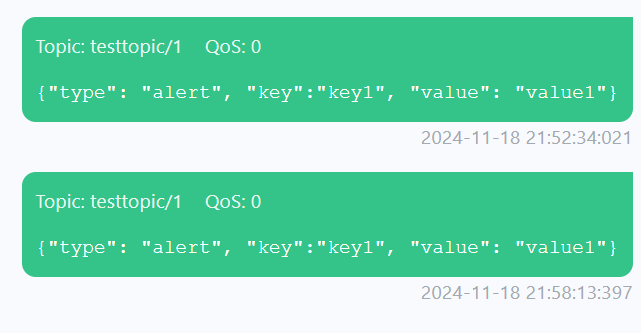 Topic: testtopic/1 QoS: 0
{"type": "alert", "key":"key1", "value": "value1"}
2024-11-18 21:52:34:021
Topic: testtopic/1 QoS: 0
{"type": "alert", "key":"key1", "value": "value1"}
2024-11-18 21:58:13:397